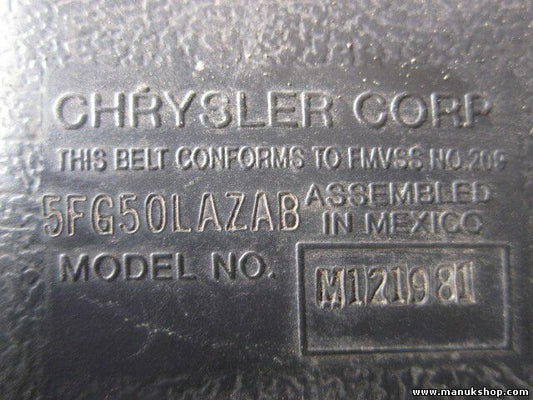 CHRYSLER CORP
THIS BELT CONFORMS TO FMVSS NO.209
5FG50LAZAB ASSEMBLED
IN MEXICO
MODEL NO. M121981
www.manukshop.com